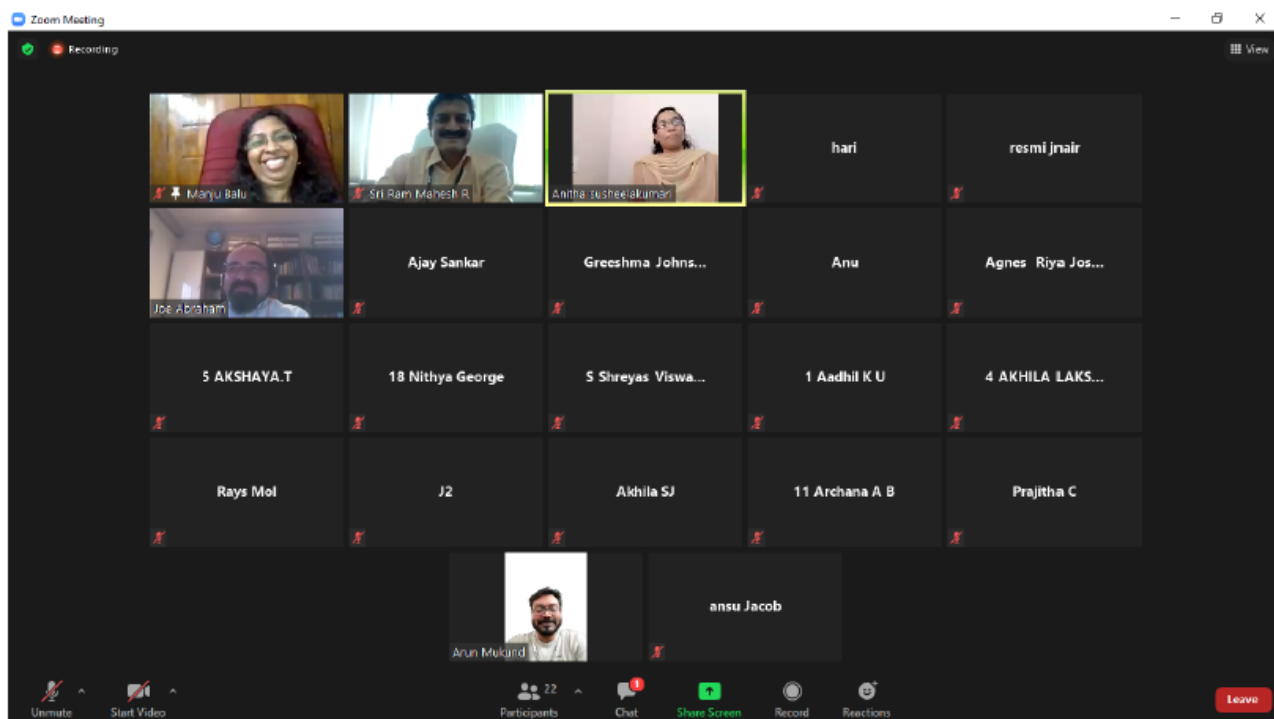 Zoom Meeting
Recording
View
Manju Balu
Sri Ram Mahesh R
Anitha susheelakumari
hari
resmi jnair
Joe Abraham
Ajay Sankar
Greeshma Johns...
Anu
Agnes Riya Jos...
5 AKSHAYA.T
18 Nithya George
S Shreyas Viswa...
1 Aadhil K U
4 AKHILA LAKS...
Rays Mol
J2
Akhila SJ
11 Archana A B
Prajitha C
Arun Mukund
ansu Jacob
Unmute
Start Video
22
Participants
1
Chat
Share Screen
Record
Reactions
Leave